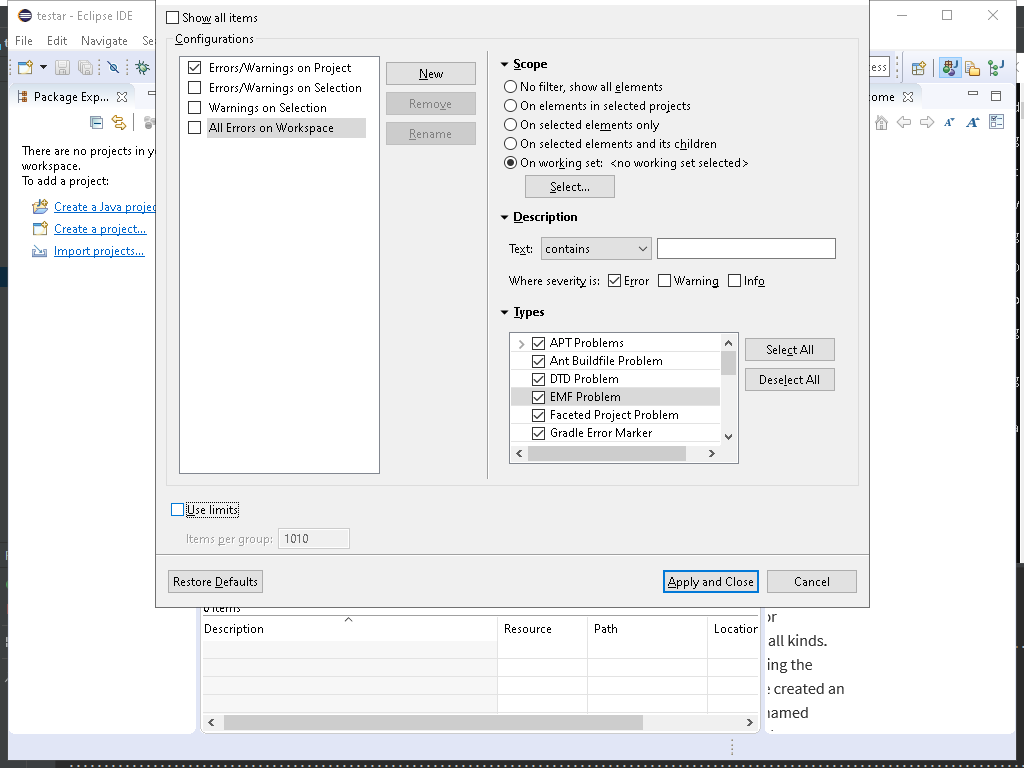 testar - Eclipse IDE
File Edit Navigate Se
Package Exp...
There are no projects in y
workspace.
To add a project:
Create a Java projec
Create a project...
Import projects...
Show all items
Configurations
Errors/Warnings on Project
Errors/Warnings on Selection
Warnings on Selection
All Errors on Workspace
New
Remove
Rename
Scope
No filter, show all elements
On elements in selected projects
On selected elements only
On selected elements and its children
On working set: <no working set selected>
Select...
Description
Text: contains
Where severity is: Error Warning Info
Types
APT Problems
Ant Buildfile Problem
DTD Problem
EMF Problem
Faceted Project Problem
Gradle Error Marker
Select All
Deselect All
Use limits
Items per group: 1010
Restore Defaults
Apply and Close
Cancel
ess
ome
0 items
Description Resource Path Location
or
all kinds.
ing the
e created an
named